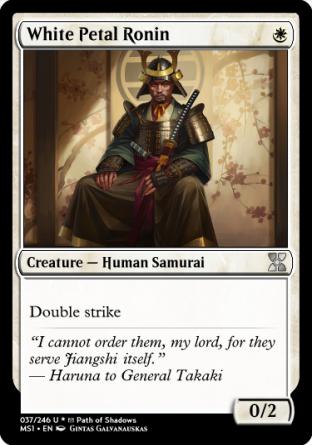 White Petal Ronin
Creature — Human Samurai
Double strike
“I cannot order them, my lord, for they
serve Jiangshi itself.”
— Haruna to General Takaki
0/2
037/246 U * Path of Shadows
MS1 • EN GINTAS GALVANAUSKAS